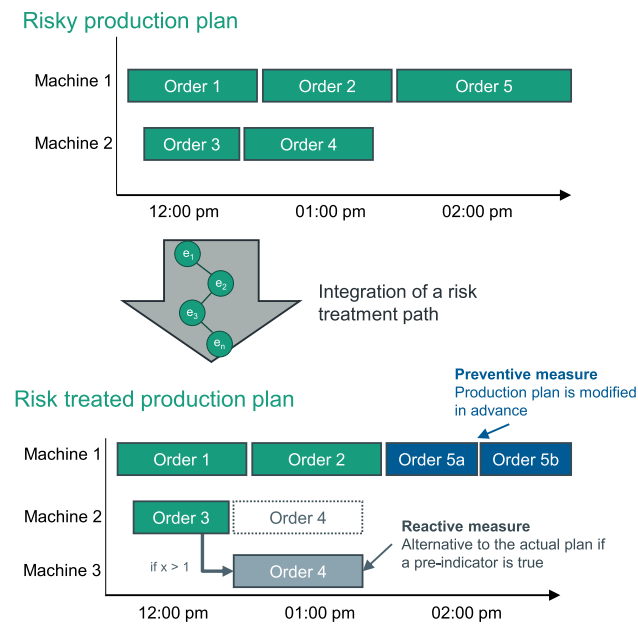 Risky production plan
Machine 1
Order 1
Order 2
Order 5
Machine 2
Order 3
Order 4
12:00 pm
01:00 pm
02:00 pm
e1
e2
e3
en
Integration of a risk
treatment path
Preventive measure
Production plan is modified
in advance
Risk treated production plan
Machine 1
Order 1
Order 2
Order 5a
Order 5b
Machine 2
Order 3
Order 4
Reactive measure
Alternative to the actual plan if
a pre-indicator is true
if x > 1
Machine 3
Order 4
12:00 pm
01:00 pm
02:00 pm